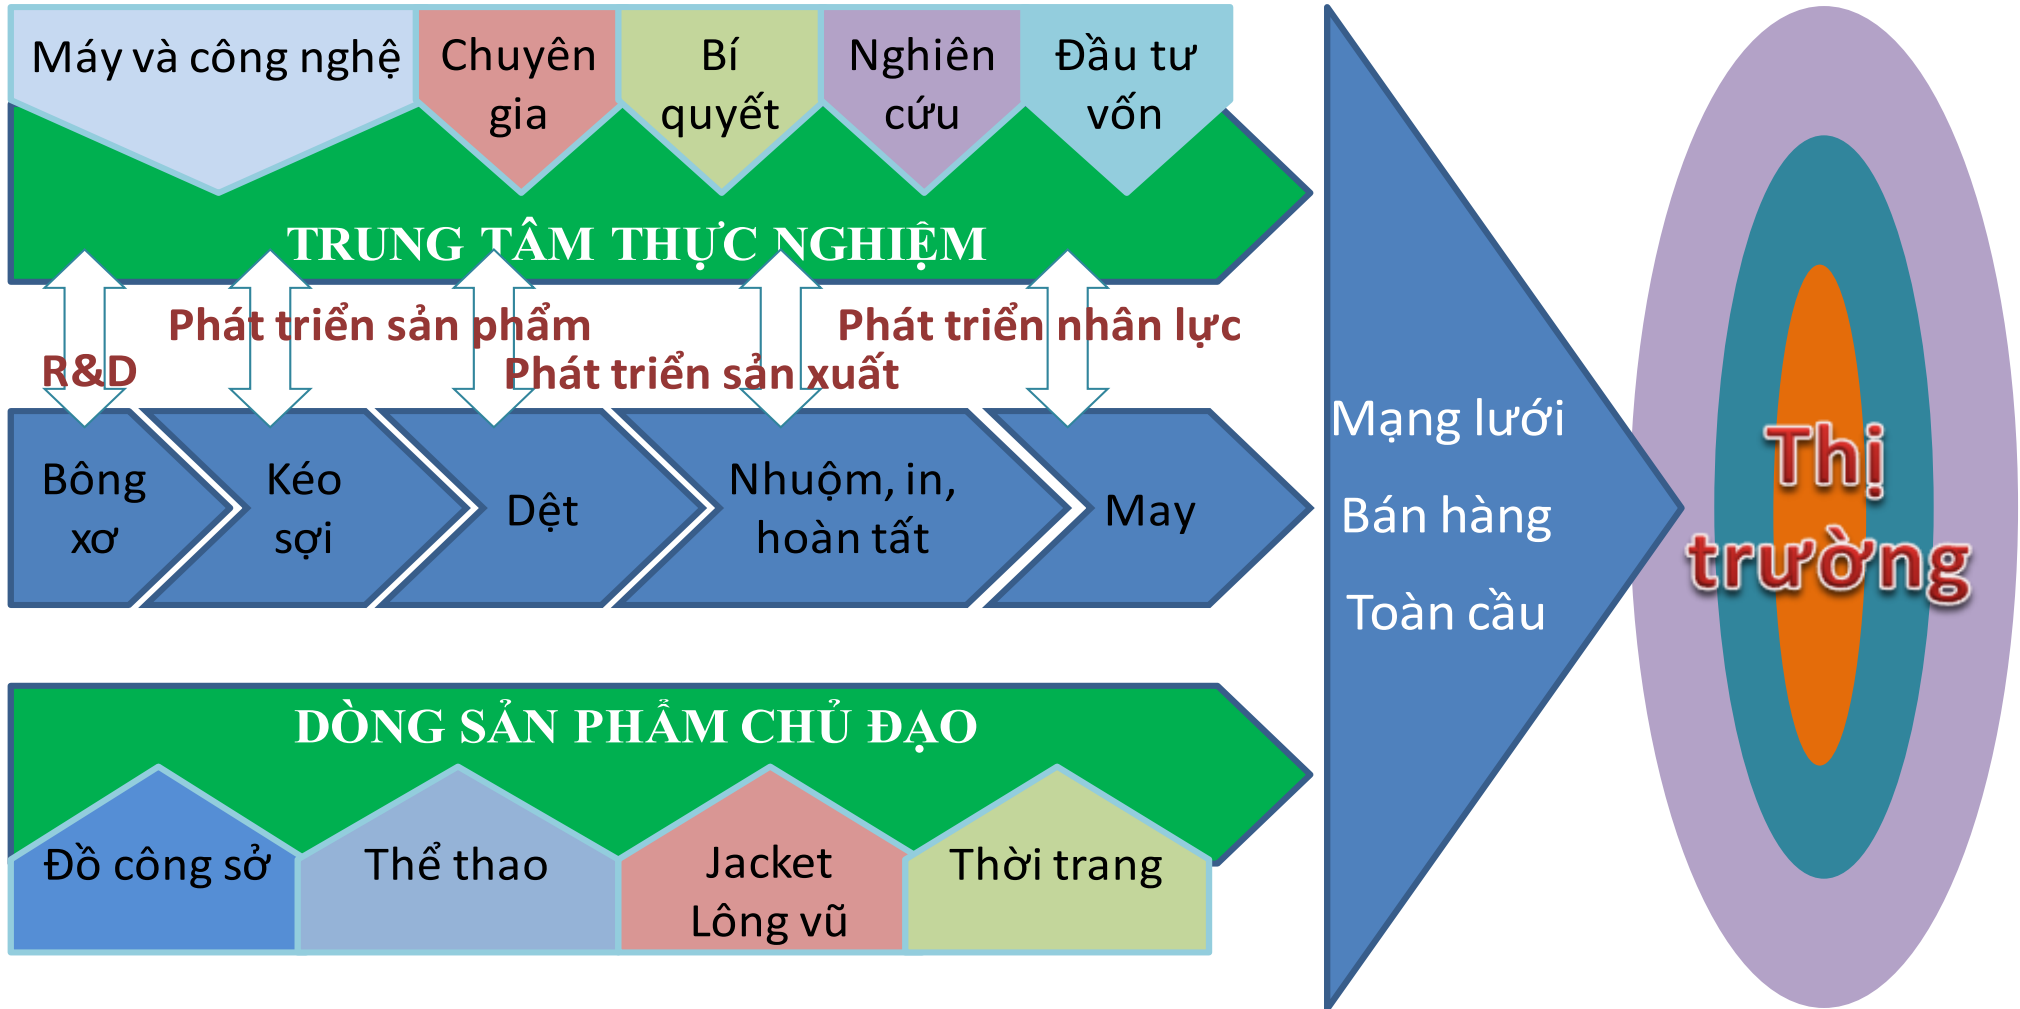 Máy và công nghệ
Chuyên
gia
Bí
quyết
Nghiên
cứu
Đầu tư
vốn
TRUNG TÂM THỰC NGHIỆM
R&D
Phát triển sản phẩm
Phát triển sản xuất
Phát triển nhân lực
Bông
xơ
Kéo
sợi
Dệt
Nhuộm, in,
hoàn tất
May
DÒNG SẢN PHẨM CHỦ ĐẠO
Đồ công sở
Thể thao
Jacket
Lông vũ
Thời trang
Mạng lưới
Bán hàng
Toàn cầu
Thị
trường